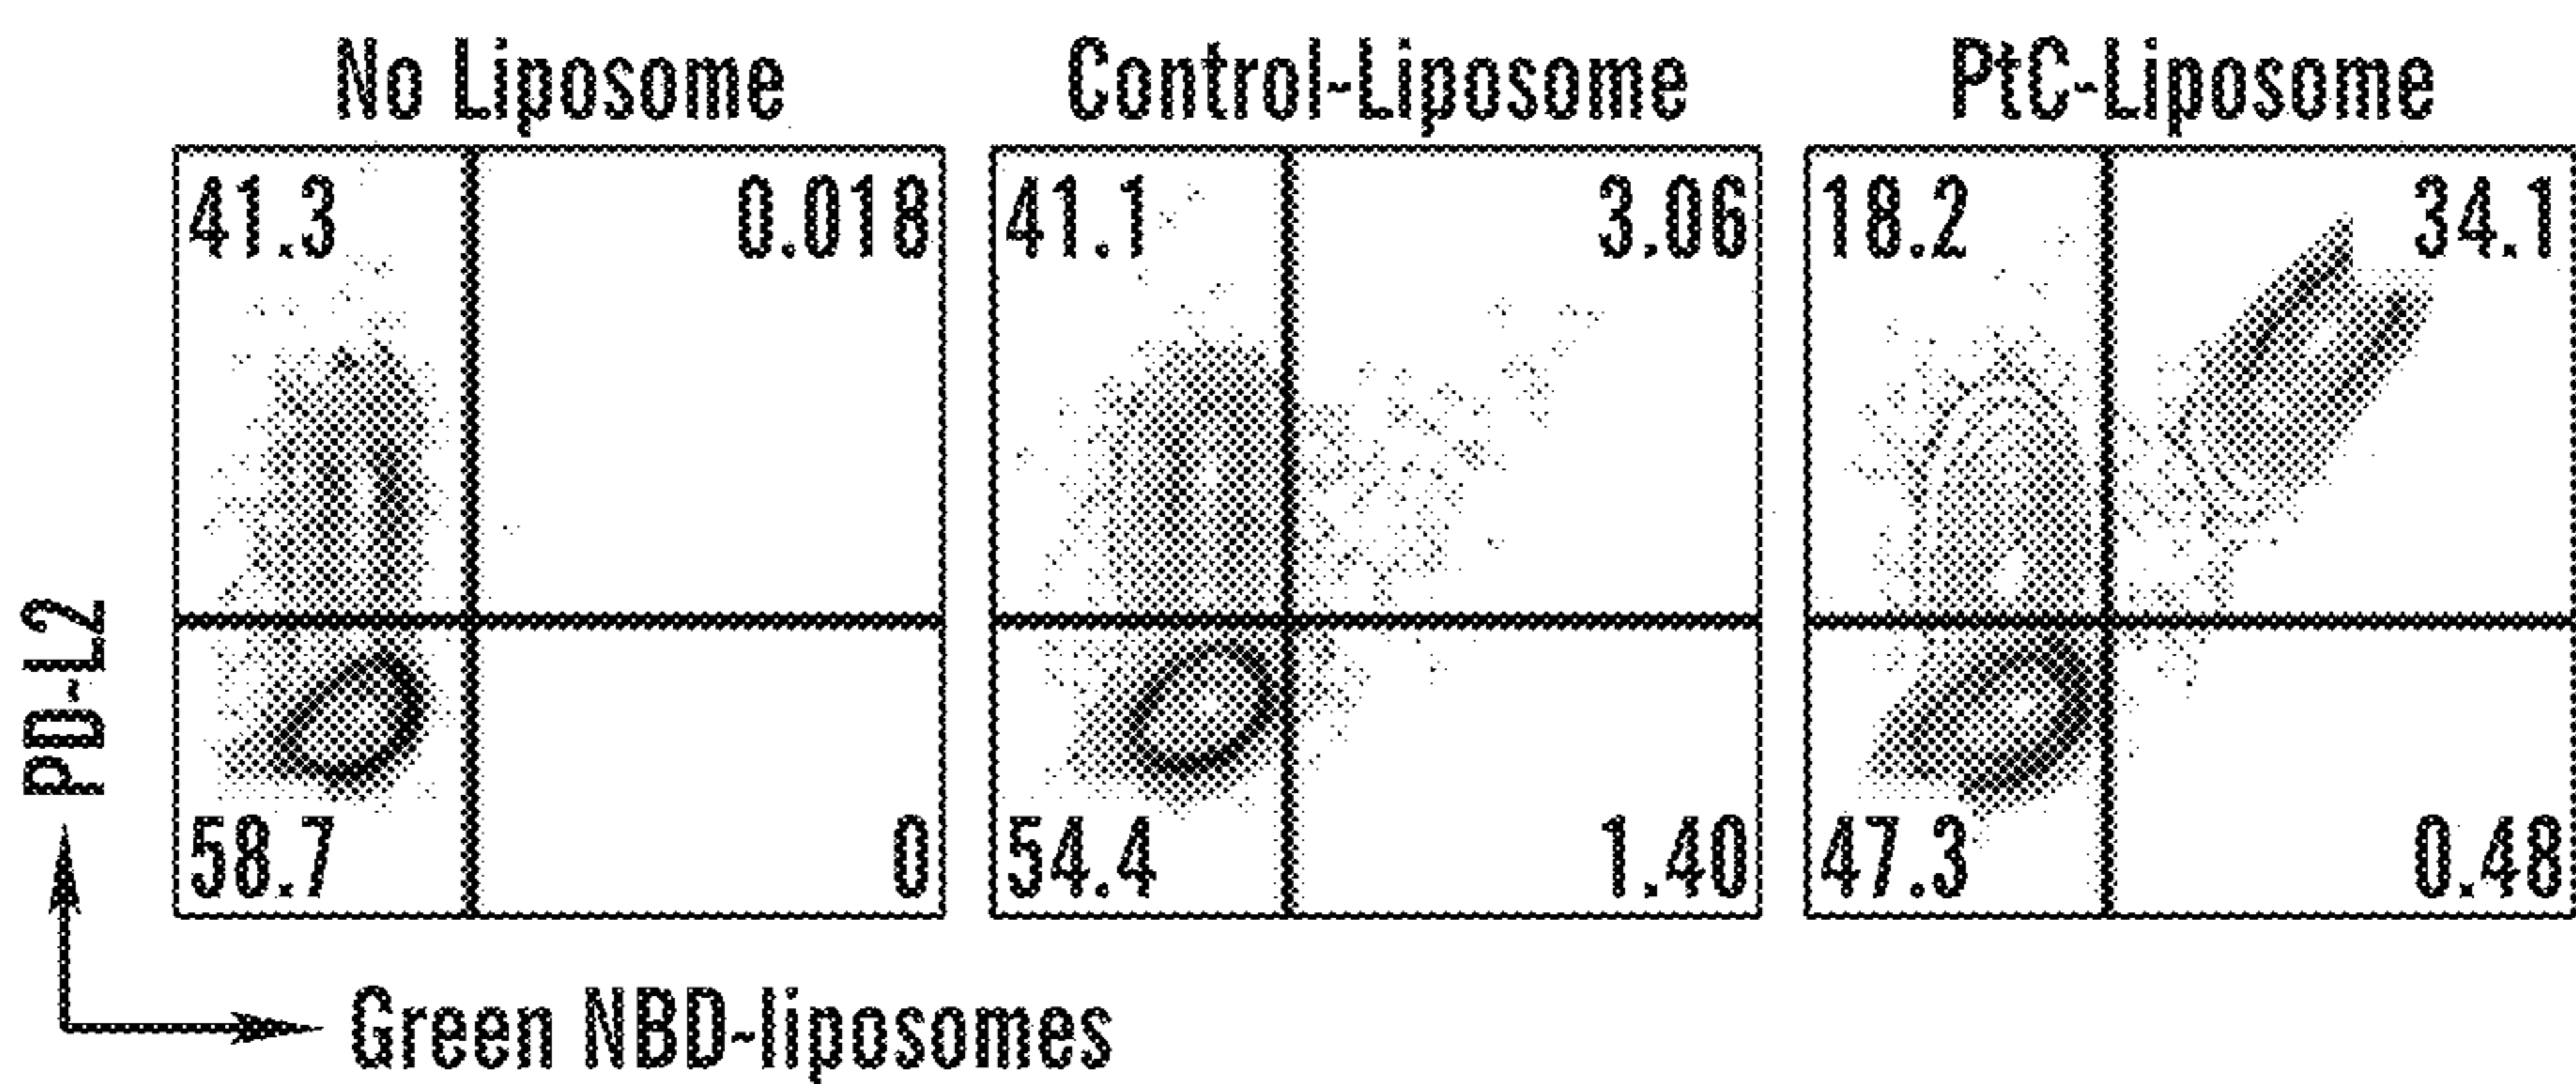 No Liposome
Control-Liposome
PtC-Liposome
41.3
0.018
41.1
3.06
18.2
34.1
PD-L2
58.7
0
54.4
1.40
47.3
0.48
Green NBD-liposomes